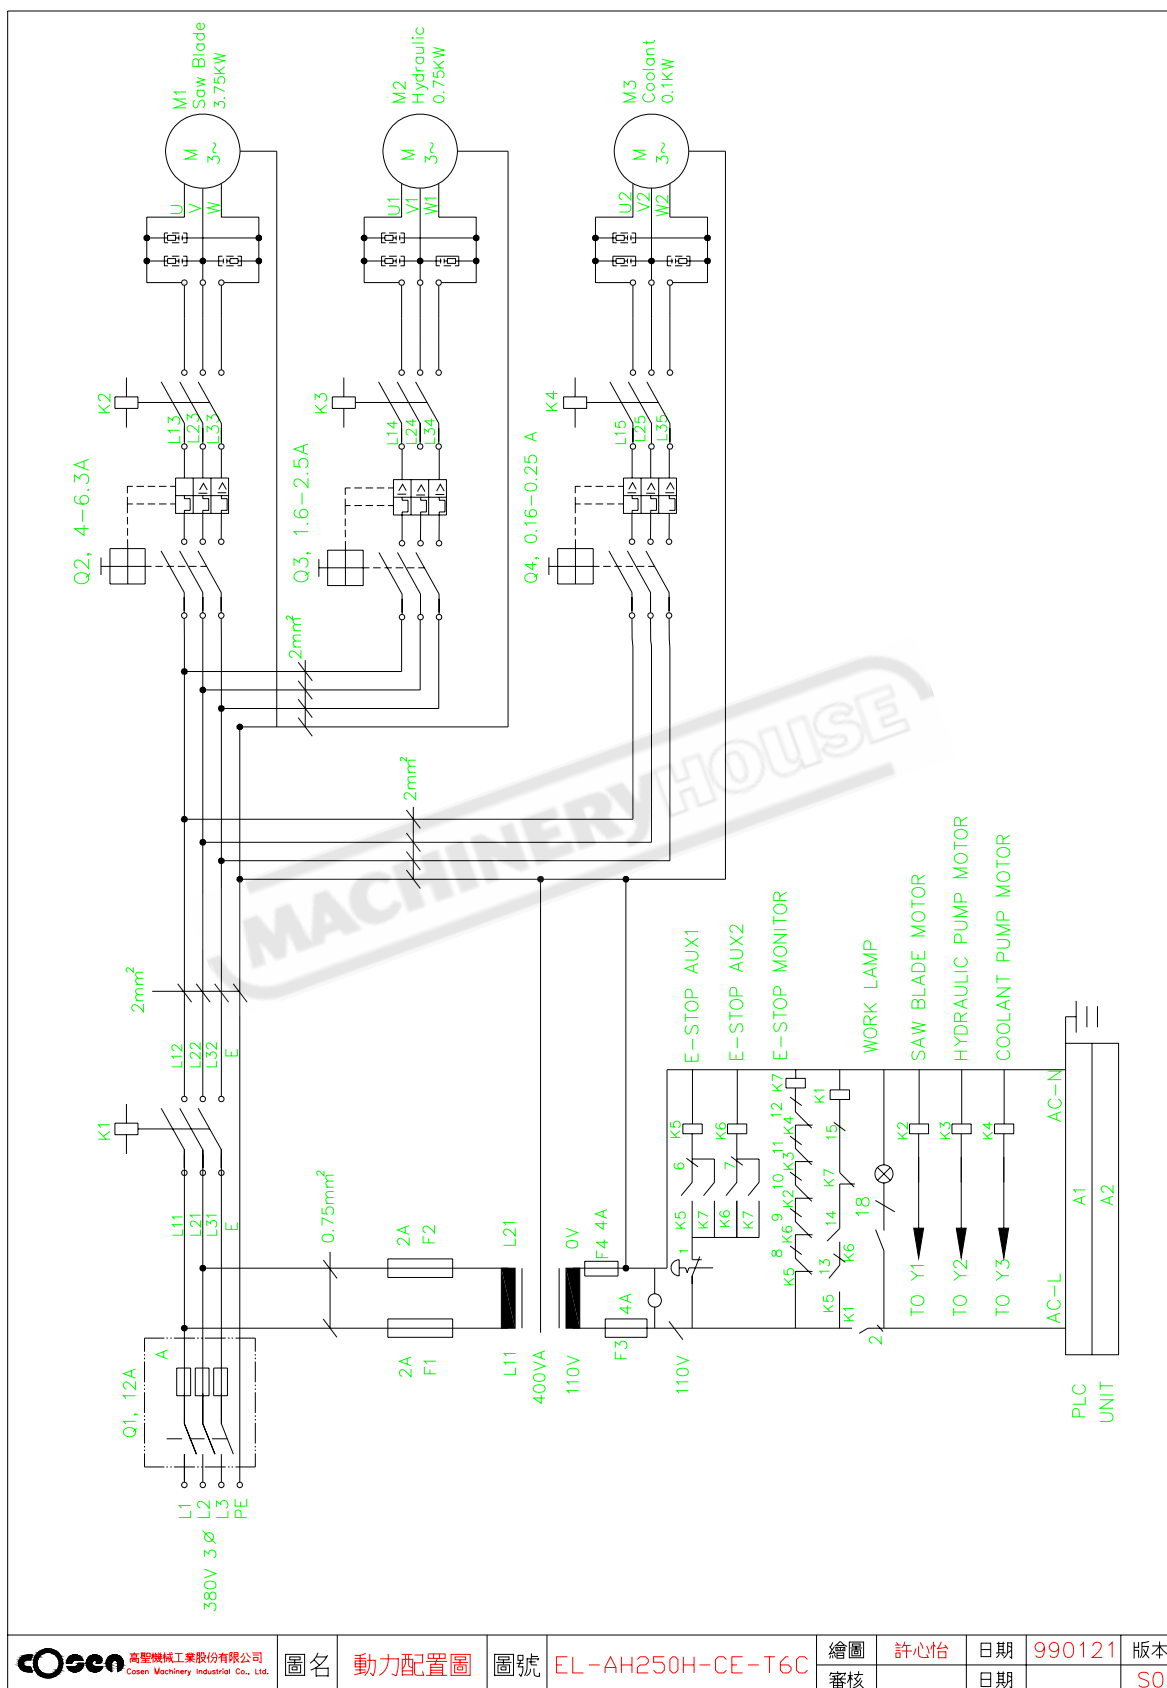 M1
Saw Blade
3.75KW
M2
Hydraulic
0.75KW
M3
Coolant
0.1KW
M
3~
M
3~
M
3~
U
V
W
U1
V1
W1
U2
V2
W2
K2
L13
L23
L33
K3
L14
L24
L34
K4
L15
L25
L35
Q2, 4-6.3A
Q3, 1.6-2.5A
Q4, 0.16-0.25 A
2mm²
2mm²
2mm²
MACHINERYHOUSE
L12
L22
L32
E
K1
L11
L21
L31
E
0.75mm²
2A
F2
2A
F1
L21
L11
400VA
0V
110V
F4 4A
F3
4A
110V
Q1, 12A
A
L1
L2
L3
PE
380V 3Ø
E-STOP AUX1
E-STOP AUX2
E-STOP MONITOR
WORK LAMP
SAW BLADE MOTOR
HYDRAULIC PUMP MOTOR
COOLANT PUMP MOTOR
K5
6
K5
K7
1
K6
7
K6
K7
K7
12
K4
11
K3
10
K2
9
K6
8
K5
K1
15
K7
14
K6
13
K5
K1
2
18
K2
K3
K4
TO Y1
TO Y2
TO Y3
AC-N
AC-L
A1
A2
PLC
UNIT
cosen
高聖機械工業股份有限公司
Cosen Machinery Industrial Co., Ltd.
圖名
動力配置圖
圖號
EL-AH250H-CE-T6C
繪圖
許心怡
日期
990121
版本
審核
日期
S0